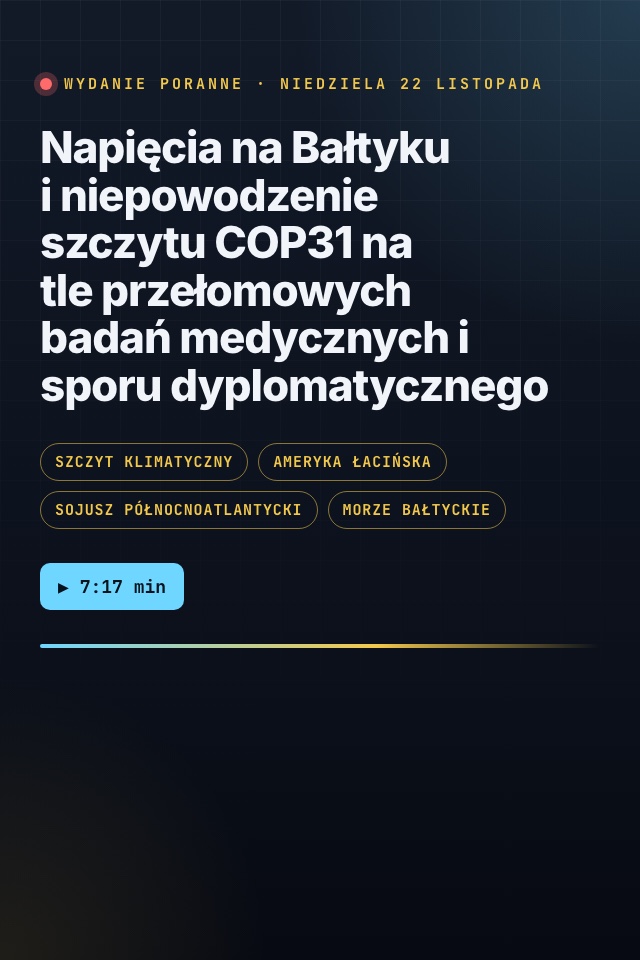 WYDANIE PORANNE · NIEDZIELA 22 LISTOPADA
Napięcia na Bałtyku
i niepowodzenie
szczytu COP31 na
tle przełomowych
badań medycznych i
sporu dyplomatycznego
SZCZYT KLIMATYCZNY
AMERYKA ŁACIŃSKA
SOJUSZ PÓŁNOCNOATLANTYCKI
MORZE BAŁTYCKIE
▶ 7:17 min